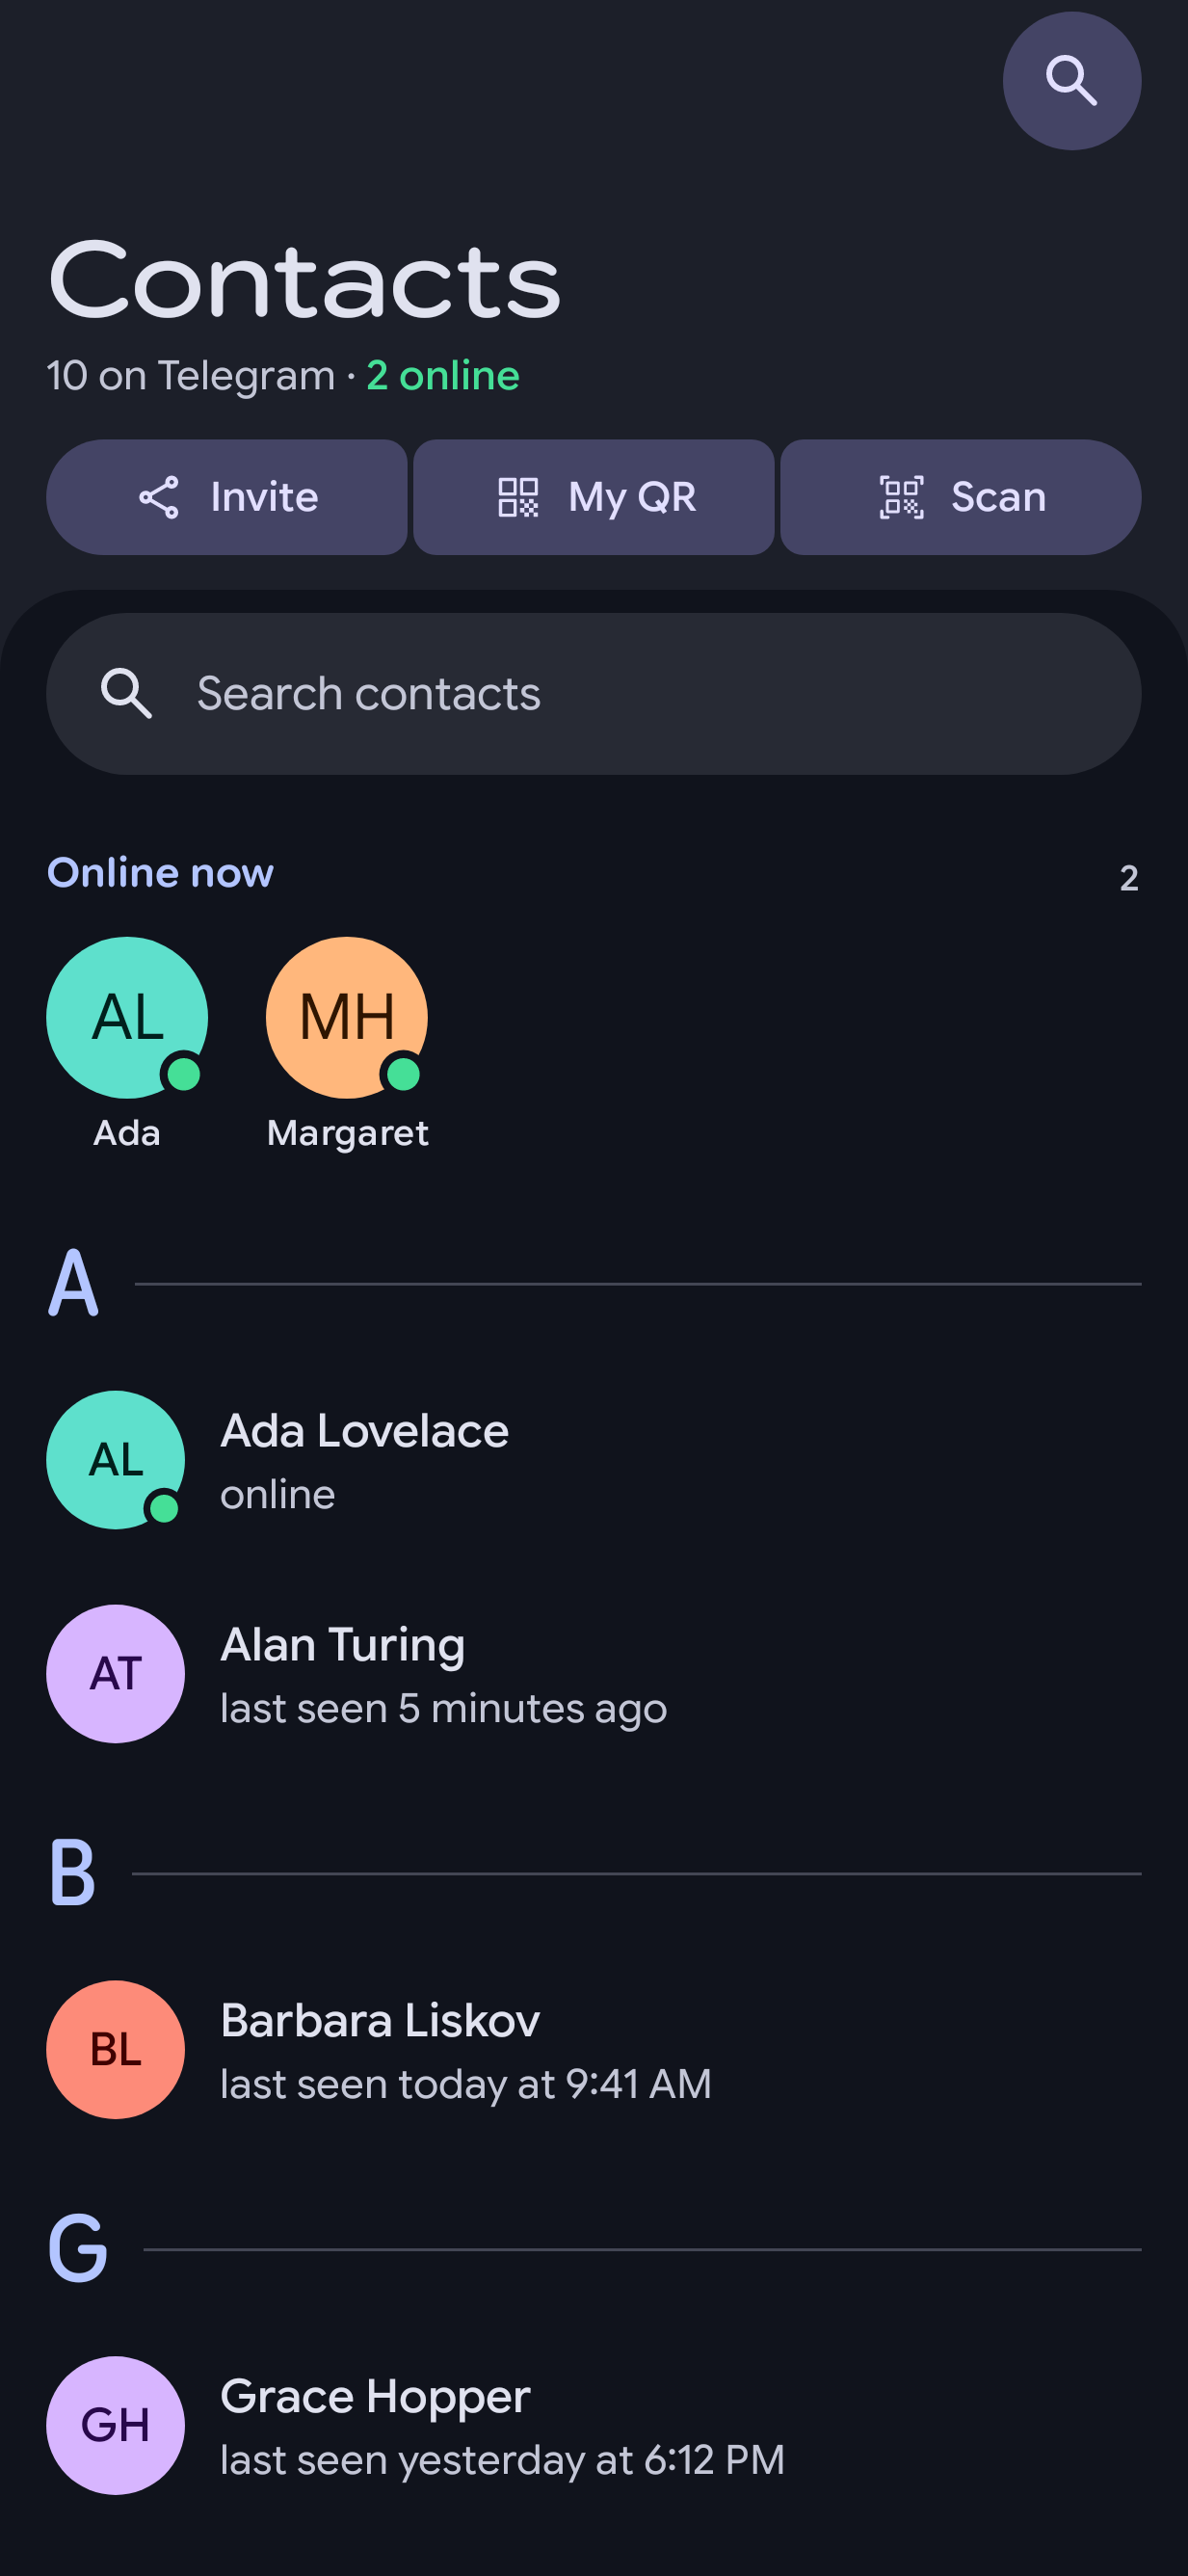 Contacts
10 on Telegram · 2 online
Invite
My QR
Scan
Search contacts
Online now
2
AL
MH
Ada
Margaret
A
AL
Ada Lovelace
online
AT
Alan Turing
last seen 5 minutes ago
B
BL
Barbara Liskov
last seen today at 9:41 AM
G
GH
Grace Hopper
last seen yesterday at 6:12 PM